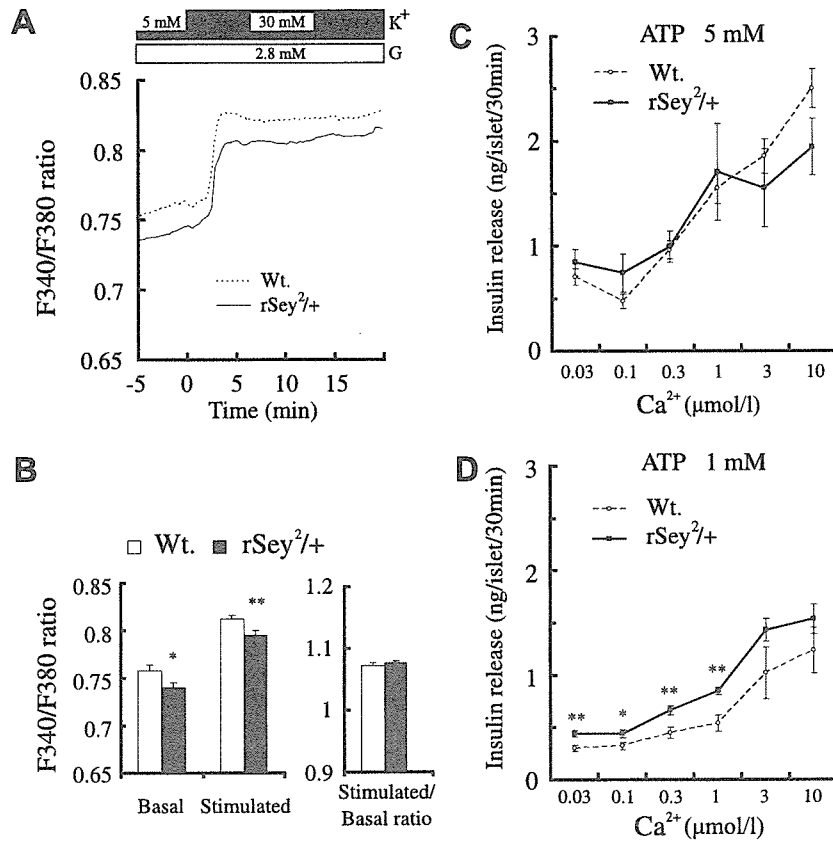 A
5 mM
30 mM
K+
2.8 mM
G
F340/F380 ratio
0.85
0.8
0.75
0.7
0.65
Wt.
rSey²/+
-5
0
5
10
15
Time (min)
B
Wt.
rSey²/+
F340/F380 ratio
0.85
0.8
0.75
0.7
0.65
*
**
Basal
Stimulated
1.2
1.1
1
0.9
Stimulated/
Basal ratio
C
ATP 5 mM
Wt.
rSey²/+
Insulin release (ng/islet/30min)
3
2
1
0
0.03
0.1
0.3
1
3
10
Ca²⁺ (μmol/l)
D
ATP 1 mM
Wt.
rSey²/+
Insulin release (ng/islet/30min)
3
2
1
0
**
*
**
**
0.03
0.1
0.3
1
3
10
Ca²⁺ (μmol/l)